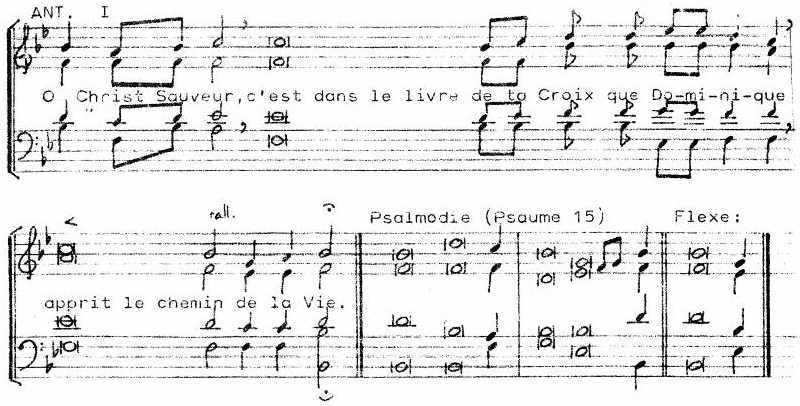 ANT. I
O Christ Sauveur,c'est dans le livre de ta Croix que Do-mi-ni-que
rall.
Psalmodie (Psaume 15) Flexe:
apprit le chemin de la Vie.